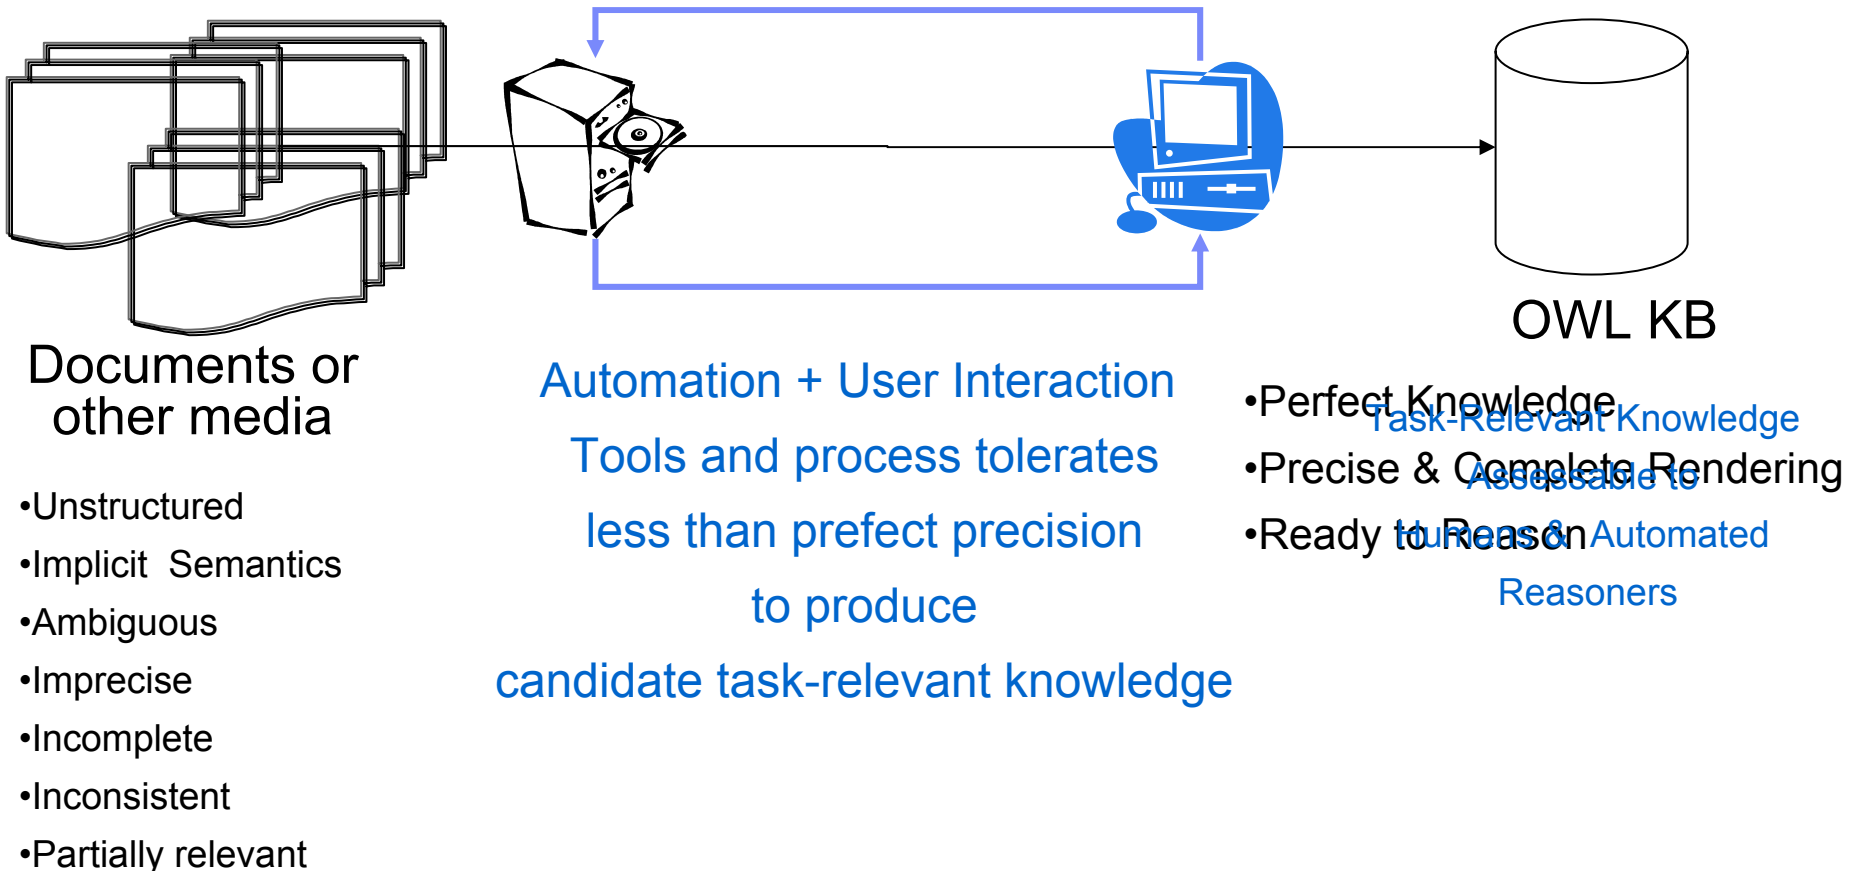 Documents or
other media
•Unstructured
•Implicit Semantics
•Ambiguous
•Imprecise
•Incomplete
•Inconsistent
•Partially relevant
Automation + User Interaction
Tools and process tolerates
less than prefect precision
to produce
candidate task-relevant knowledge
OWL KB
•Perfect Knowledge
•Precise & Complete Rendering
•Ready to Reason
Task-Relevant Knowledge
Assessable to
Humans & Automated
Reasoners